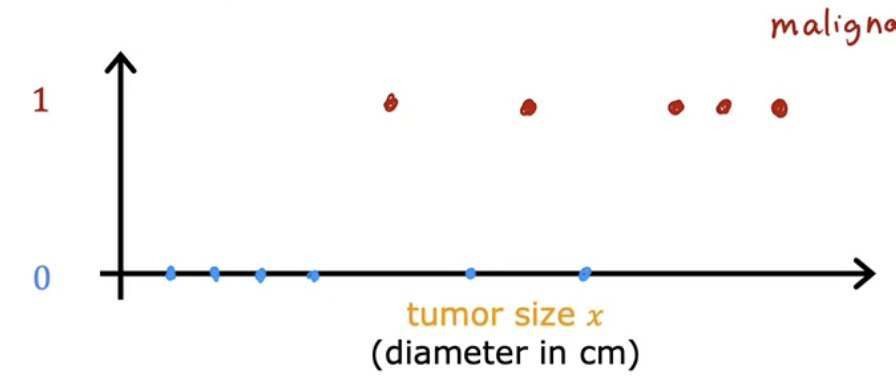 maligna
1
0
tumor size x
(diameter in cm)